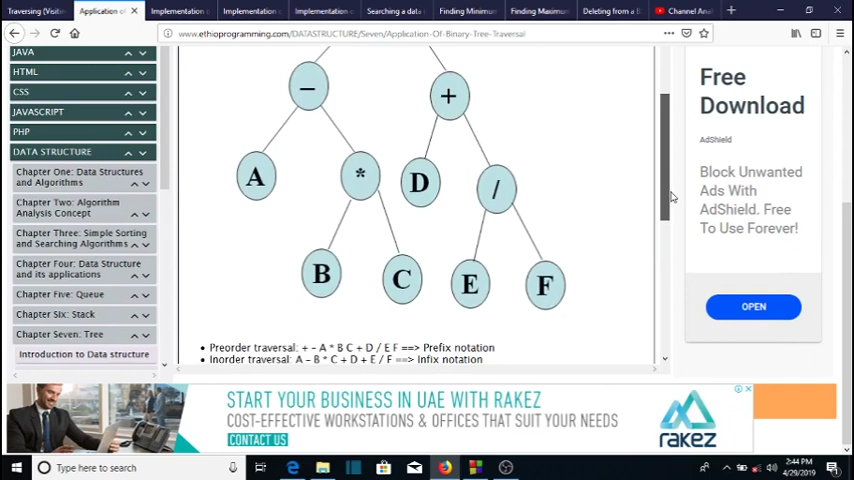 Traversing (Visitin
Application of
Implementation o
Implementation
Implementation
Searching a data i
Finding Minimum
Finding Maximum
Deleting from a B
Channel Anal
www.ethioprogramming.com/DATASTRUCTURE/Seven/Application-Of-Binary-Tree-Traversal
JAVA
HTML
CSS
JAVASCRIPT
PHP
DATA STRUCTURE
Chapter One: Data Structures
and Algorithms
Chapter Two: Algorithm
Analysis Concept
Chapter Three: Simple Sorting
and Searching Algorithms
Chapter Four: Data Structure
and its applications
Chapter Five: Queue
Chapter Six: Stack
Chapter Seven: Tree
Introduction to Data structure
− +
A * D /
B C E F
• Preorder traversal: + – A * B C + D / E F ==> Prefix notation
• Inorder traversal: A – B * C + D + E / F ==> Infix notation
Free
Download
AdShield
Block Unwanted
Ads With
AdShield. Free
To Use Forever!
OPEN
START YOUR BUSINESS IN UAE WITH RAKEZ
COST-EFFECTIVE WORKSTATIONS & OFFICES THAT SUIT YOUR NEEDS
CONTACT US
rakez
Type here to search
2:44 PM
4/29/2019